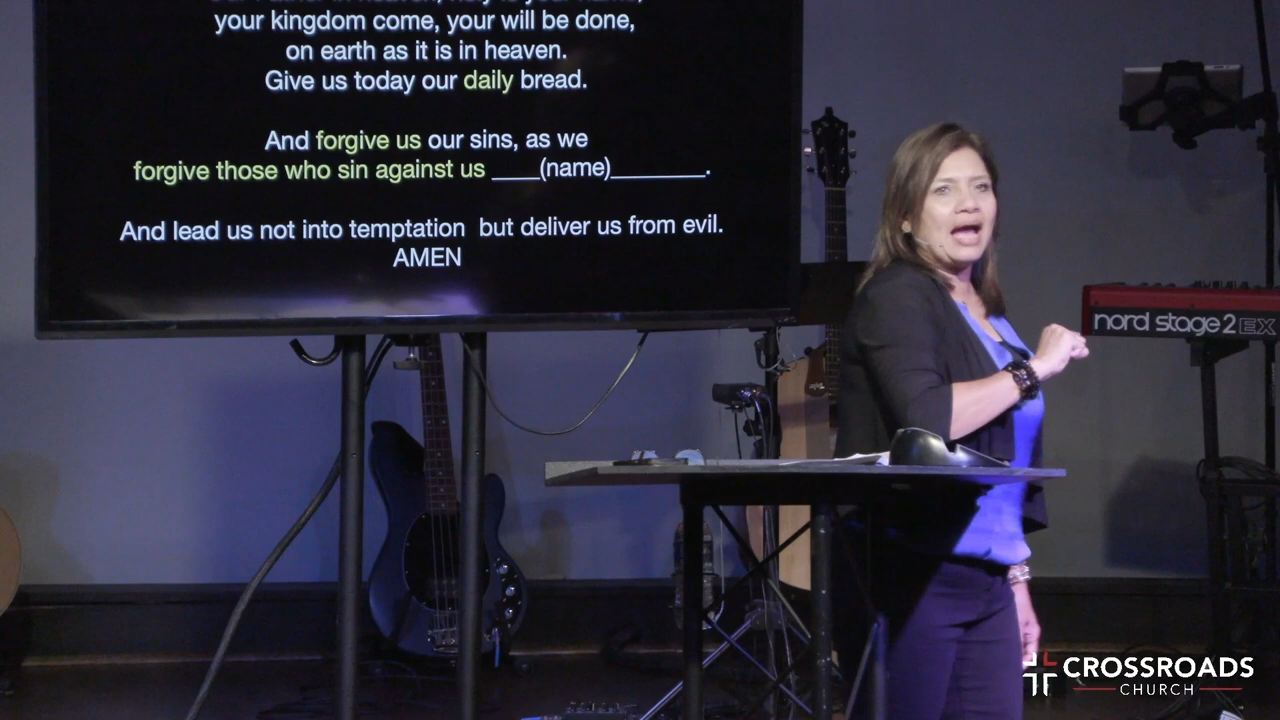 your kingdom come, your will be done,
on earth as it is in heaven.
Give us today our daily bread.
And forgive us our sins, as we
forgive those who sin against us ____(name)________.
And lead us not into temptation  but deliver us from evil.
AMEN
nord stage 2 EX
CROSSROADS
CHURCH